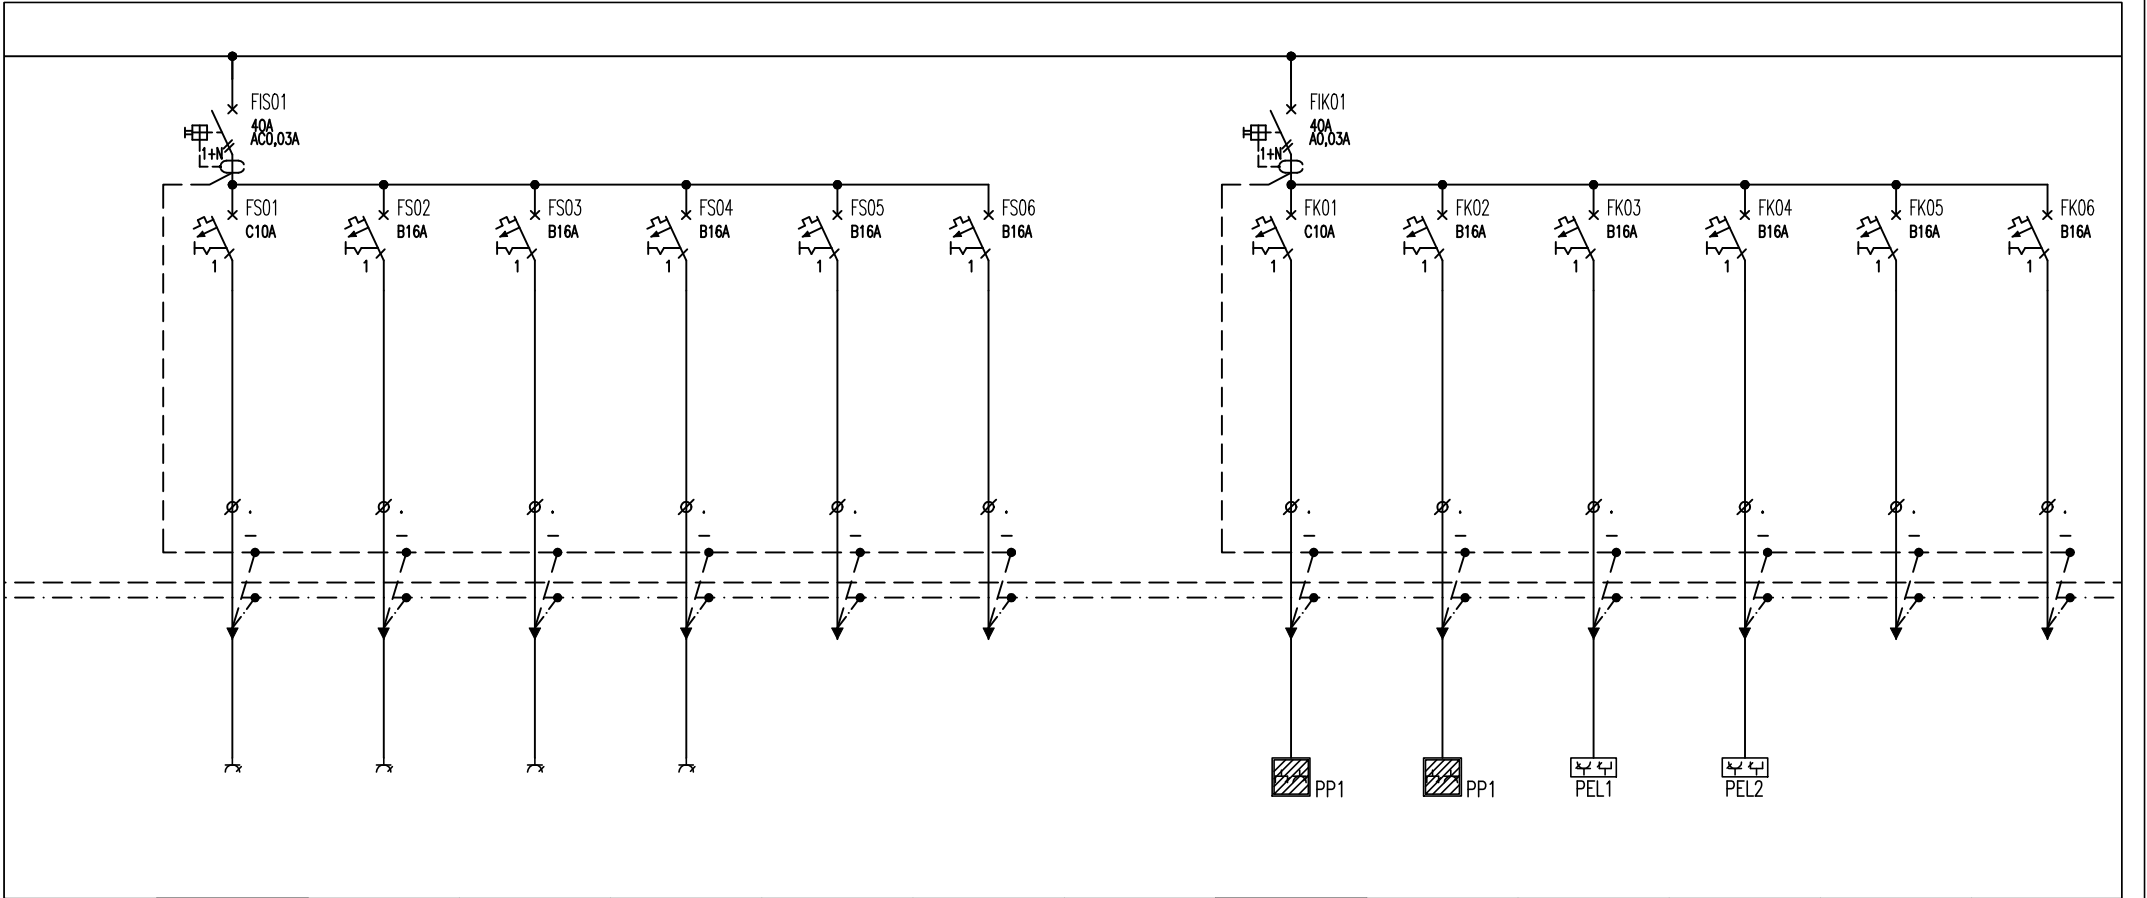 FIS01
40A
AC0,03A
1+N
FIK01
40A
A0,03A
1+N
FS01
C10A
1
FS02
B16A
1
FS03
B16A
1
FS04
B16A
1
FS05
B16A
1
FS06
B16A
1
FK01
C10A
1
FK02
B16A
1
FK03
B16A
1
FK04
B16A
1
FK05
B16A
1
FK06
B16A
1
PP1
PP1
PEL1
PEL2